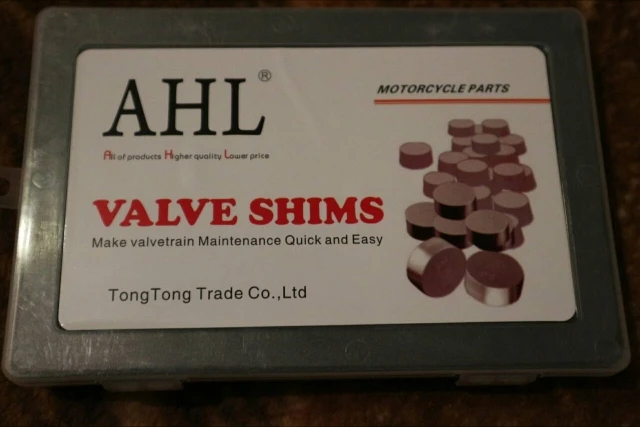 AHL®
MOTORCYCLE PARTS
All of products Higher quality Lower price
VALVE SHIMS
Make valvetrain Maintenance Quick and Easy
TongTong Trade Co.,Ltd